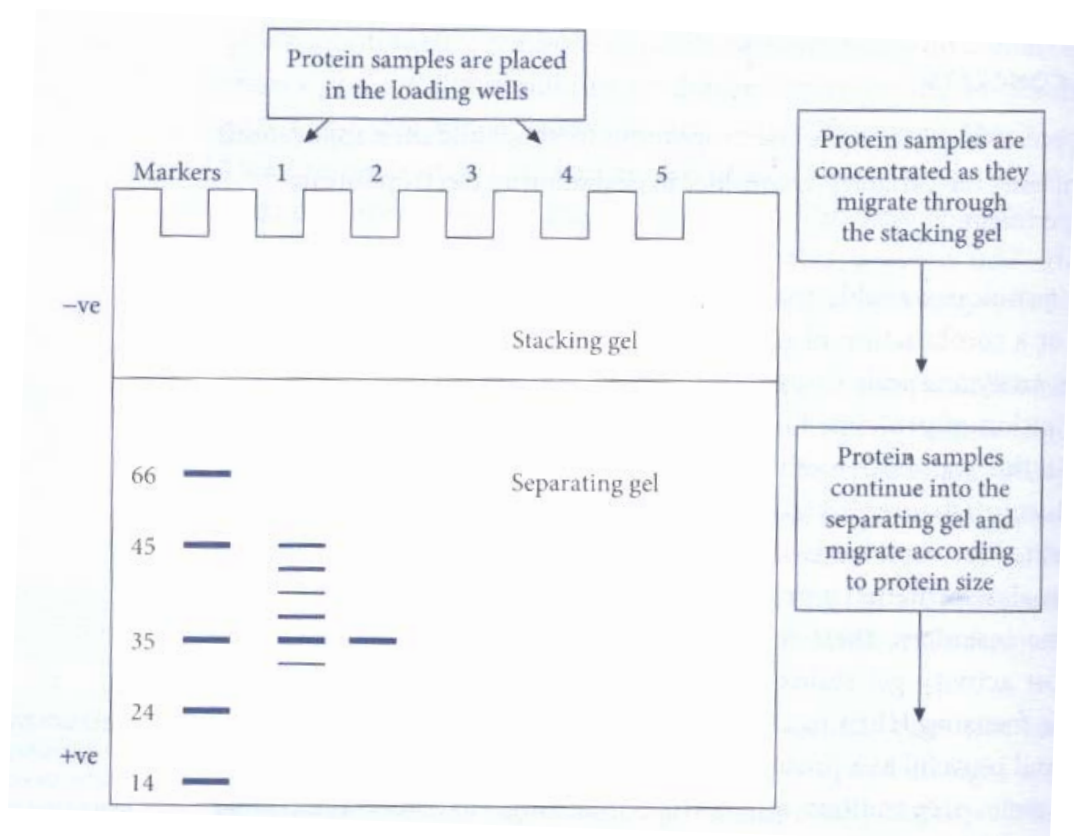 Protein samples are placed
in the loading wells
Markers 1 2 3 4 5
Protein samples are
concentrated as they
migrate through
the stacking gel
−ve
Stacking gel
66
Separating gel
Protein samples
continue into the
separating gel and
migrate according
to protein size
45
35
24
+ve
14